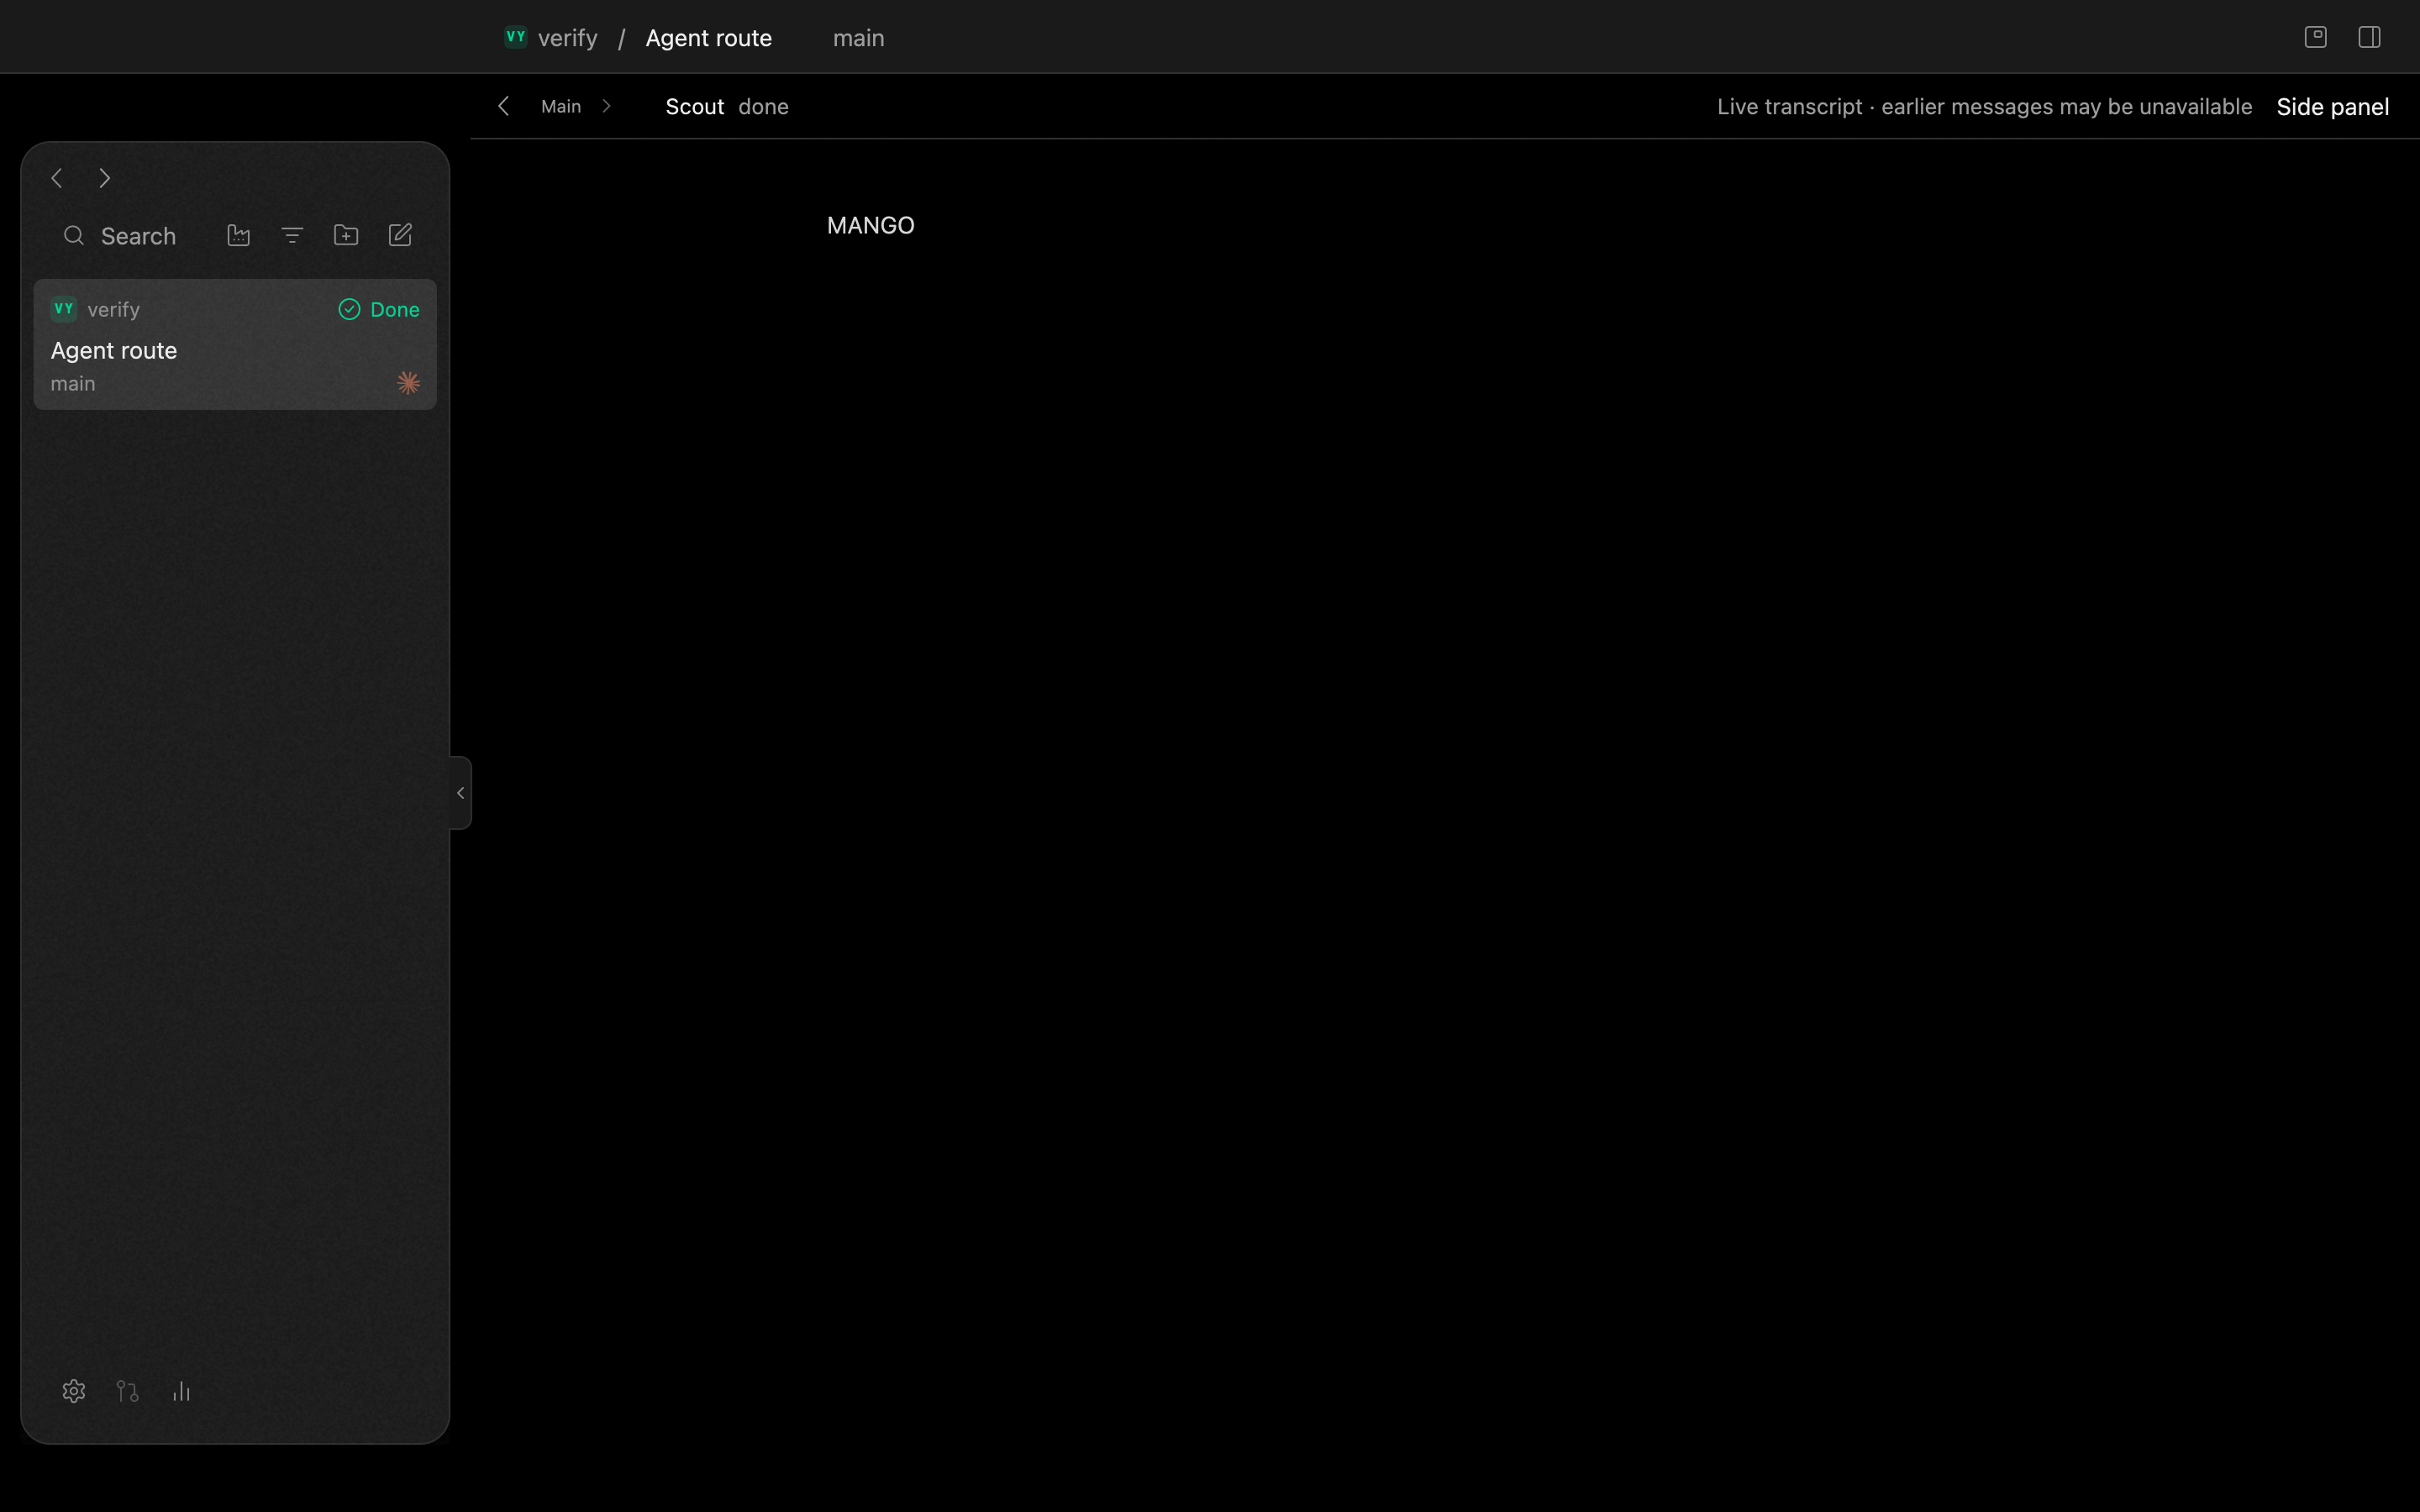 VY verify / Agent route main
Main Scout done Live transcript · earlier messages may be unavailable Side panel
Search
VY verify Done
Agent route
main
MANGO